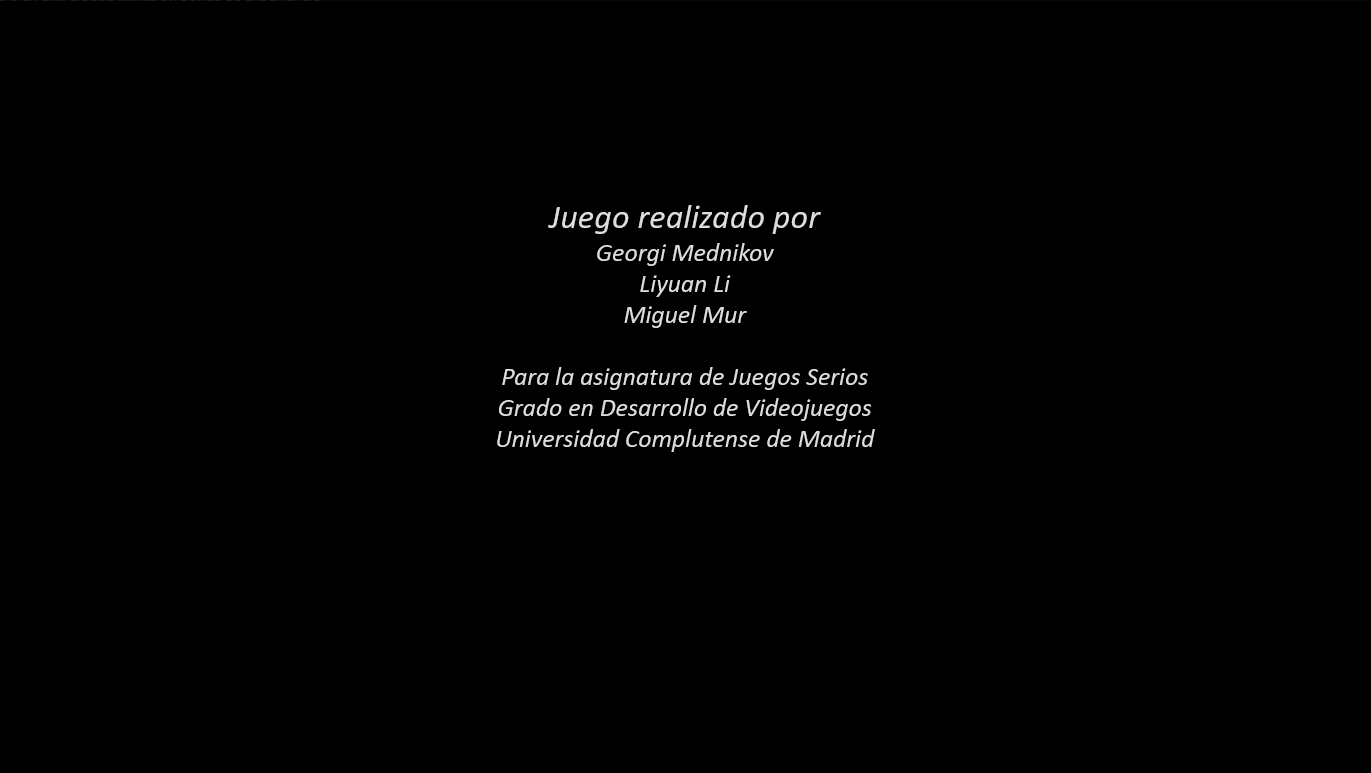 Juego realizado por
Georgi Mednikov
Liyuan Li
Miguel Mur
Para la asignatura de Juegos Serios
Grado en Desarrollo de Videojuegos
Universidad Complutense de Madrid